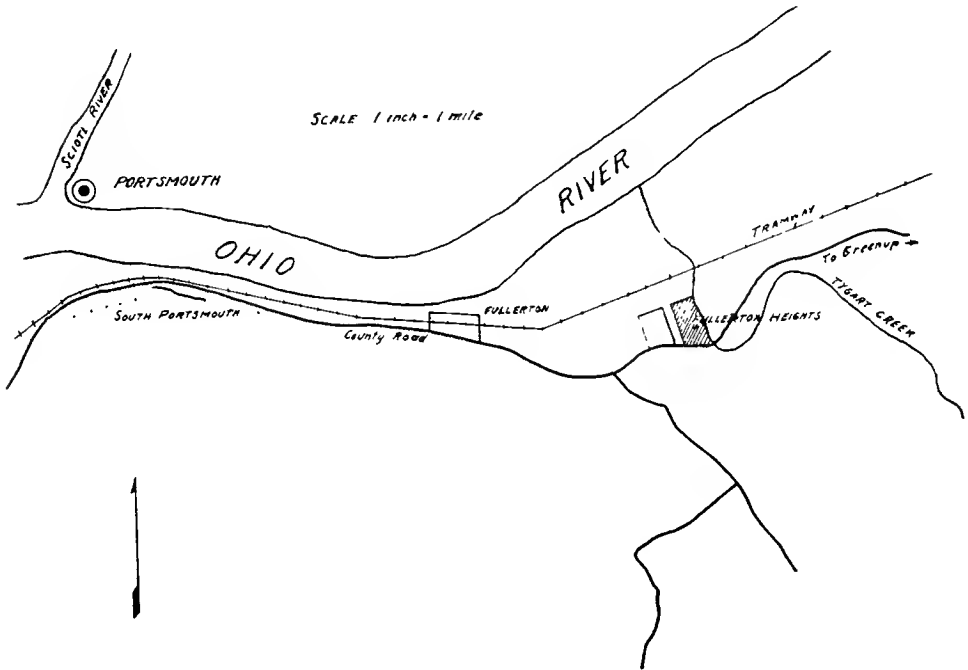 SCALE 1 inch = 1 mile
SCIOTI RIVER
PORTSMOUTH
OHIO RIVER
TRAMWAY
To Greenup
TYGART CREEK
FULLERTON
SOUTH PORTSMOUTH
County Road
FULLERTON HEIGHTS